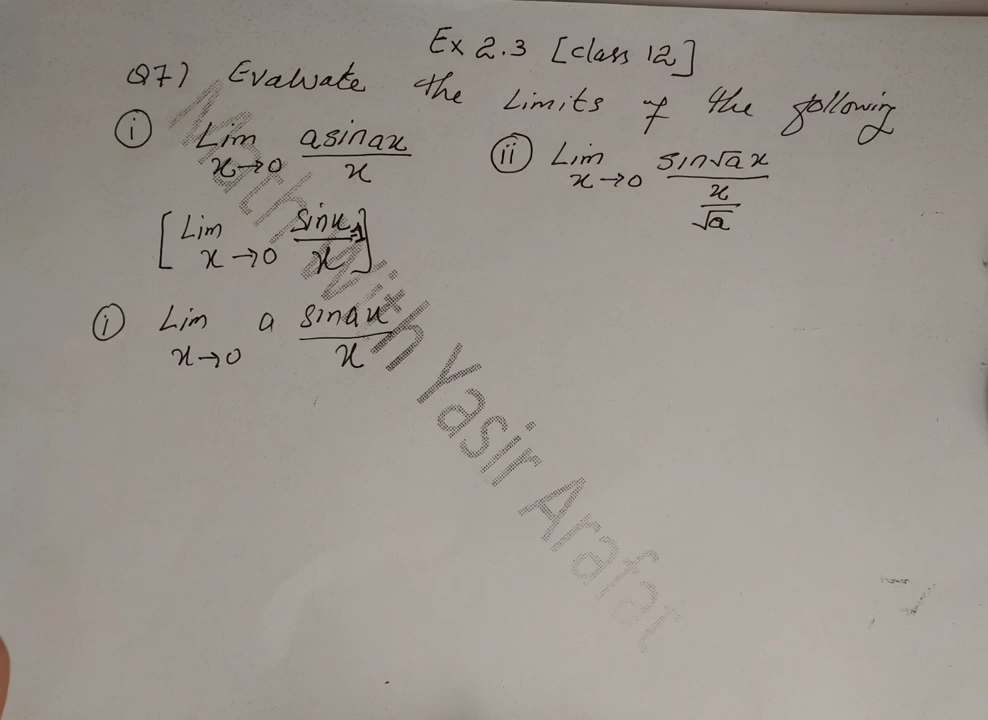 Ex 2.3 [class 12]
Q7) Evaluate the Limits of the following
(i) Lim x→0 a sin ax / x (ii) Lim x→0 sin √a x / (x / √a)
[Lim x→0 sin x / x = 1]
(i) Lim x→0 a sin ax / x
Math With Yasir Arafat